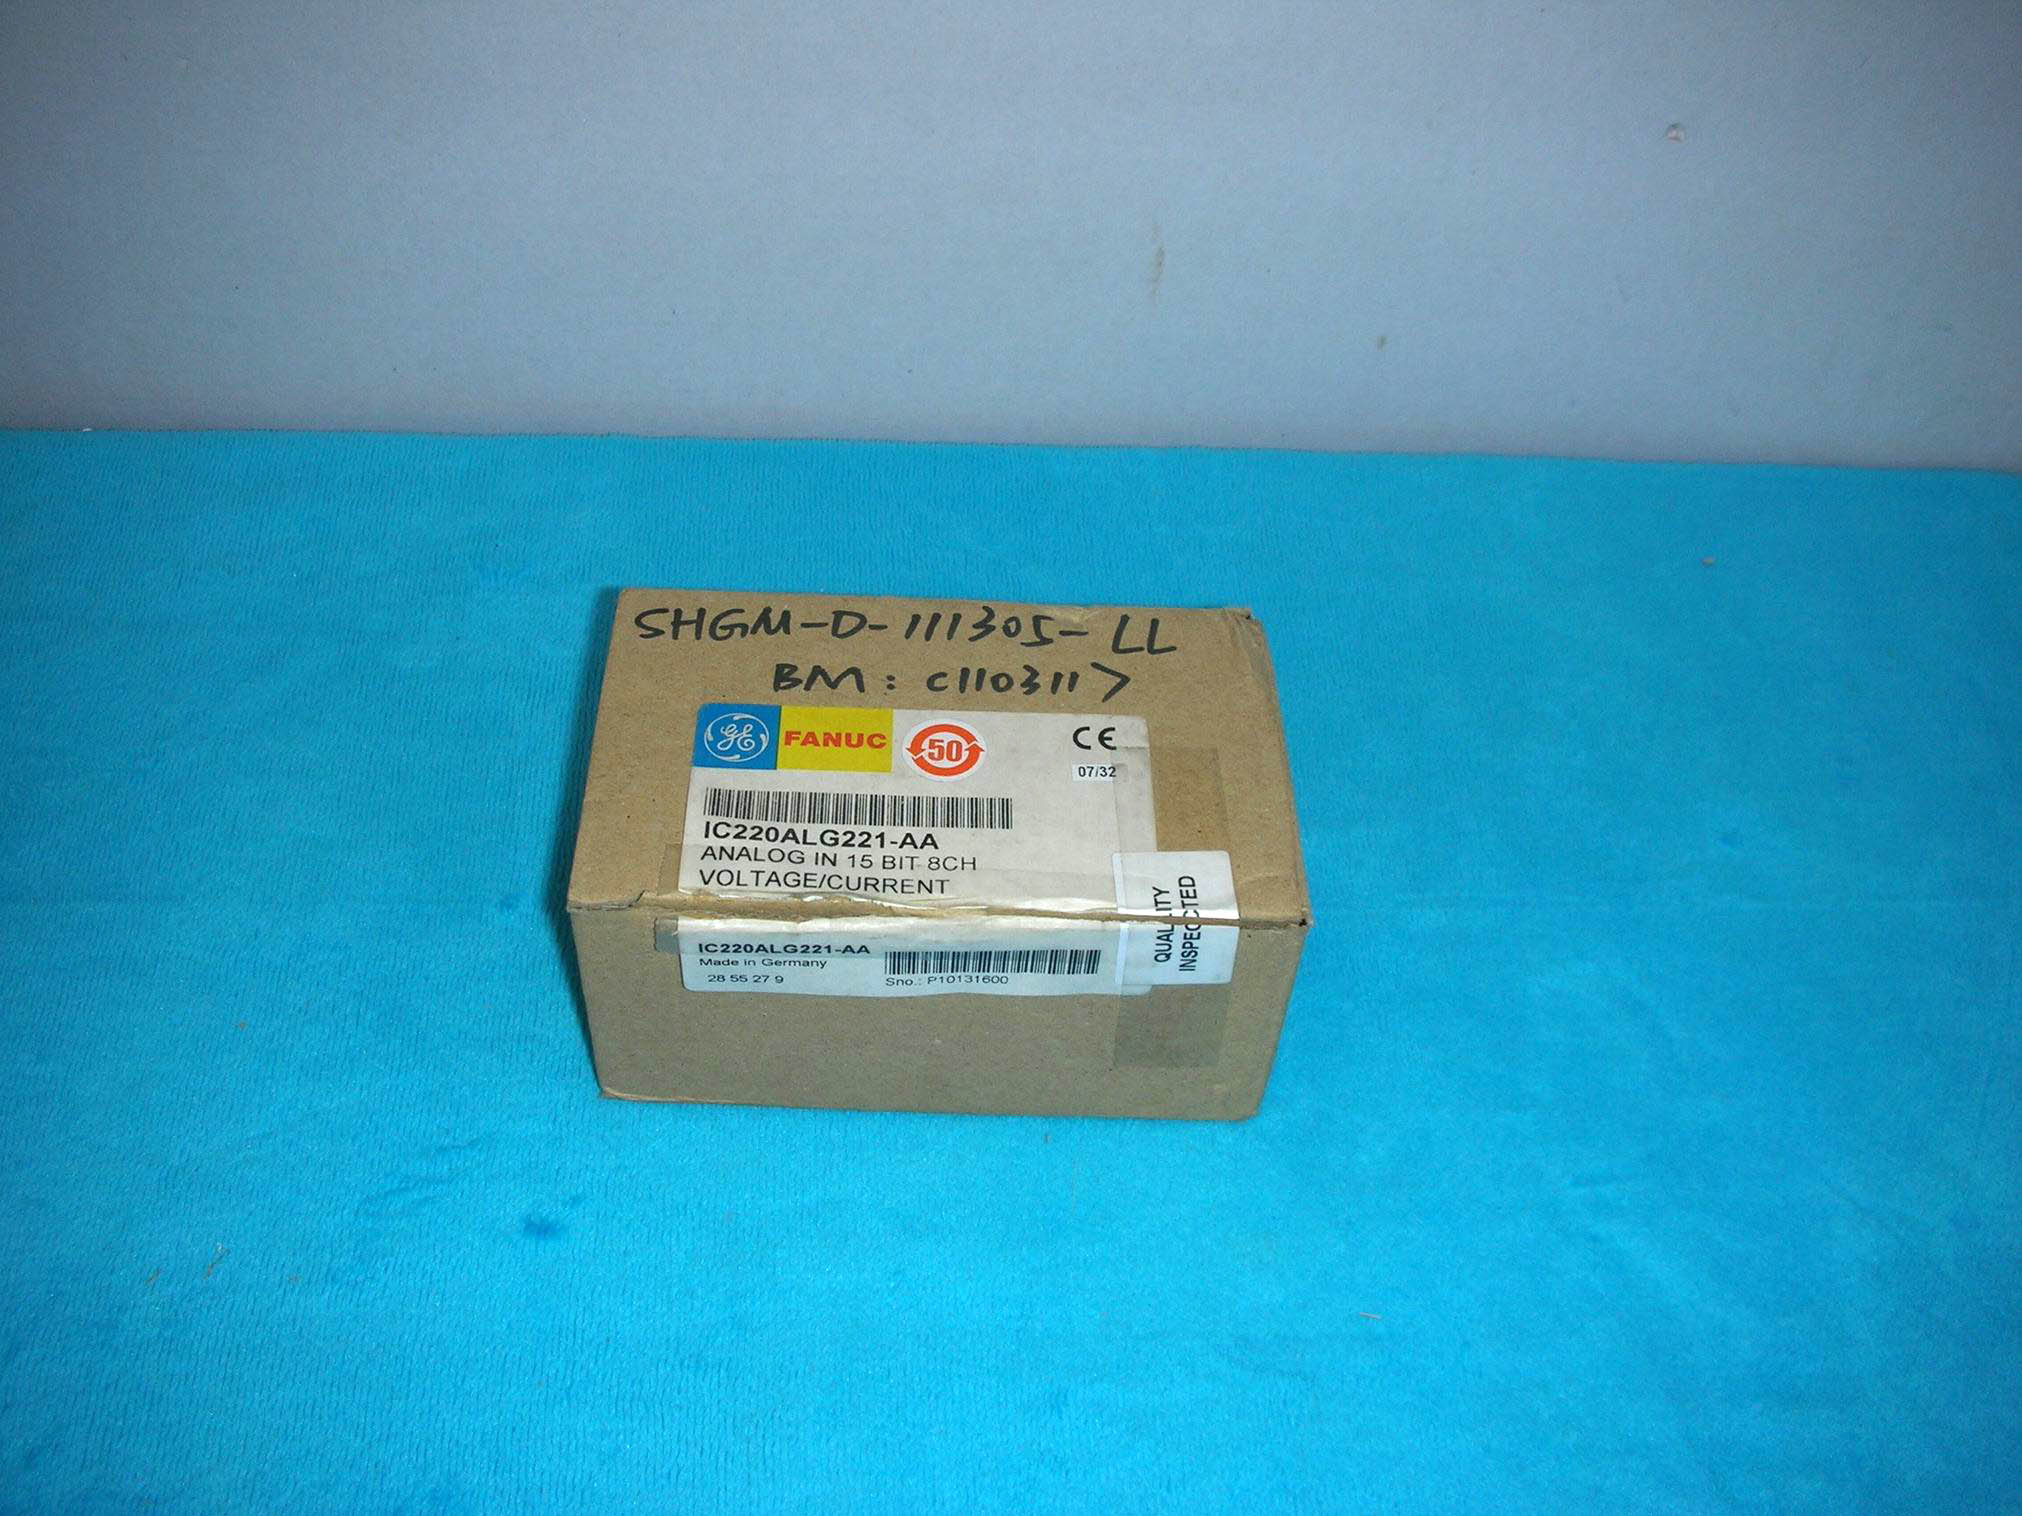 SHGM-D-111305-LL
BM: C1103117
GE FANUC 50 CE
07/32
IC220ALG221-AA
ANALOG IN 15 BIT 8CH
VOLTAGE/CURRENT
QUALITY
INSPECTED
IC220ALG221-AA
Made in Germany
28 55 27 9
Sno.: P10131600